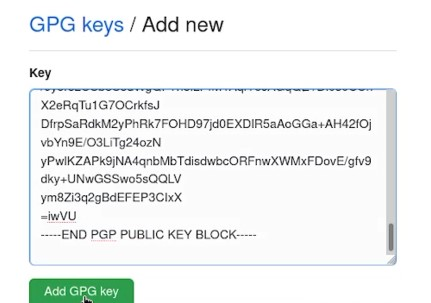 GPG keys / Add new
Key
X2eRqTu1G7OCrkfsJ
DfrpSaRdkM2yPhRk7FOHD97jd0EXDIR5aAoGGa+AH42fOj
vbYn9E/O3LiTg24ozN
yPwlKZAPk9jNA4qnbMbTdisdwbcORFnwXWMxFDovE/gfv9
dky+UNwGSSwo5sQQLV
ym8Zi3q2gBdEFEP3CIxX
=iwVU
-----END PGP PUBLIC KEY BLOCK-----
Add GPG key